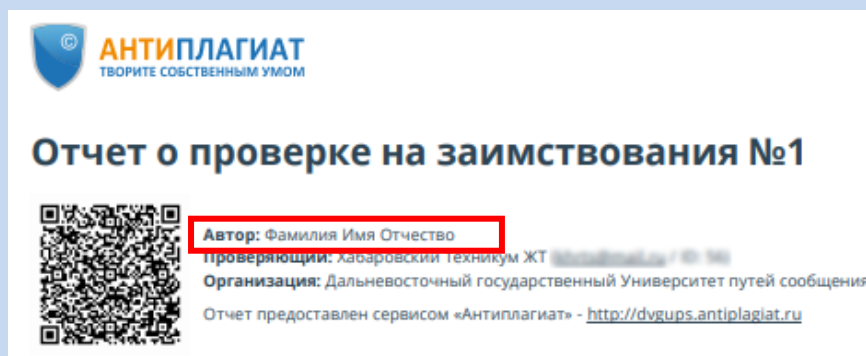 ©
АНТИПЛАГИАТ
ТВОРИТЕ СОБСТВЕННЫМ УМОМ
Отчет о проверке на заимствования №1
Автор: Фамилия Имя Отчество
Проверяющий: Хабаровский Техникум ЖТ
Организация: Дальневосточный государственный Университет путей сообщения
Отчет предоставлен сервисом «Антиплагиат» - http://dvgups.antiplagiat.ru